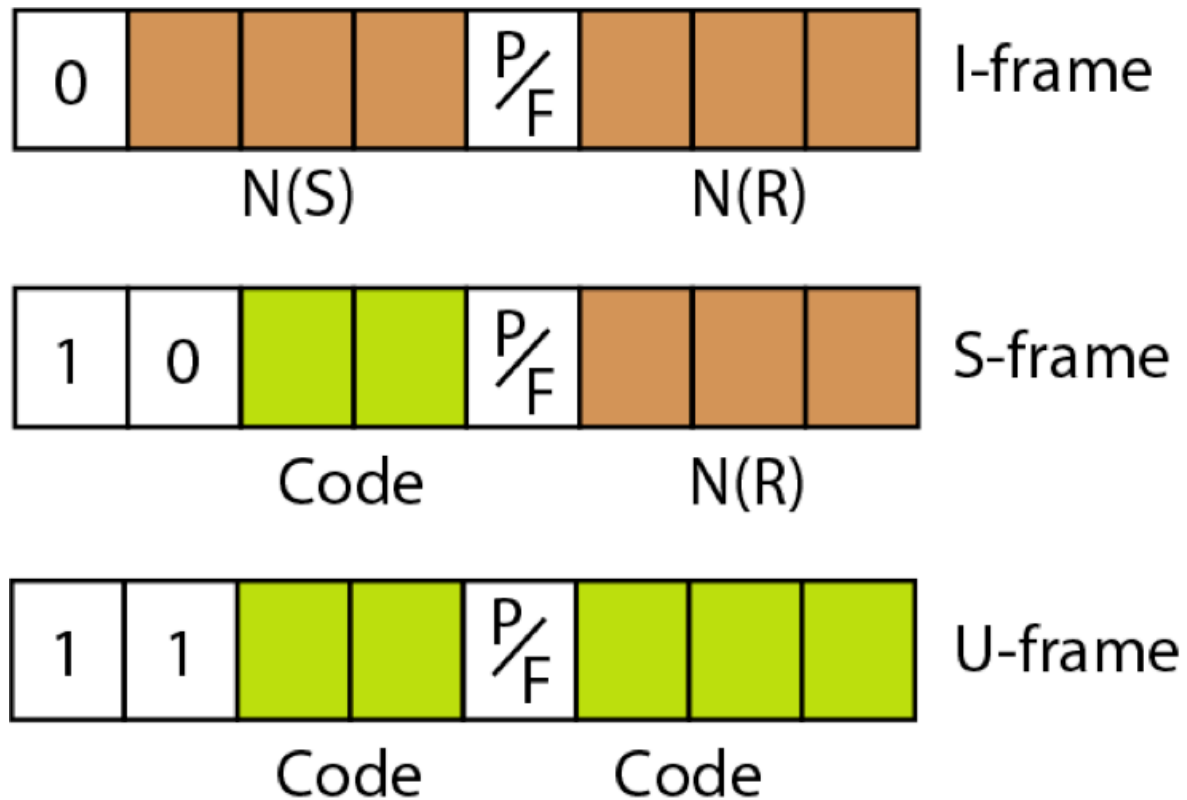 0 P/F I-frame
N(S) N(R)
1 0 P/F S-frame
Code N(R)
1 1 P/F U-frame
Code Code